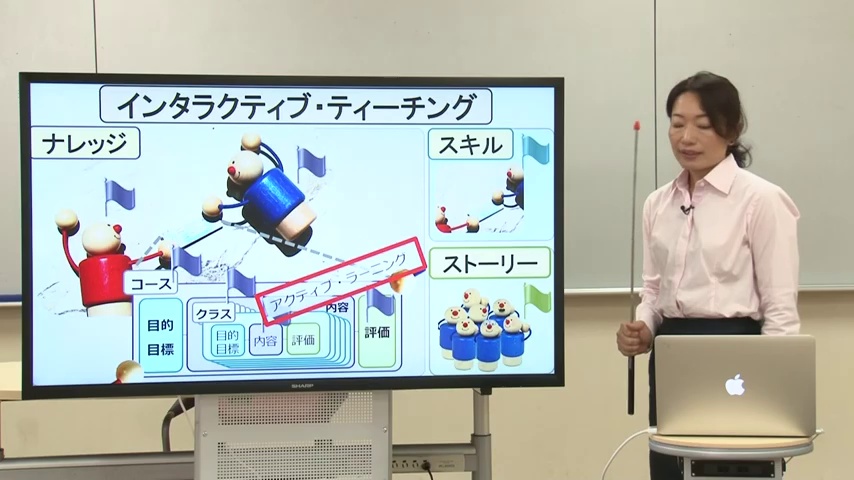 インタラクティブ・ティーチング
ナレッジ
スキル
ストーリー
アクティブ・ラーニング
コース
目的
目標
クラス
内容
目的
目標
内容
評価
評価
SHARP